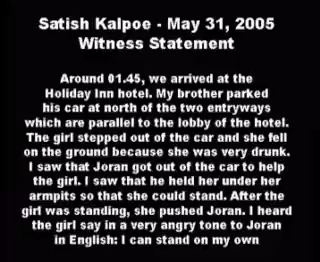 Satish Kalpoe - May 31, 2005
Witness Statement
Around 01.45, we arrived at the
Holiday Inn hotel. My brother parked
his car at north of the two entryways
which are parallel to the lobby of the hotel.
The girl stepped out of the car and she fell
on the ground because she was very drunk.
I saw that Joran got out of the car to help
the girl. I saw that he held her under her
armpits so that she could stand. After the
girl was standing, she pushed Joran. I heard
the girl say in a very angry tone to Joran
in English: I can stand on my own